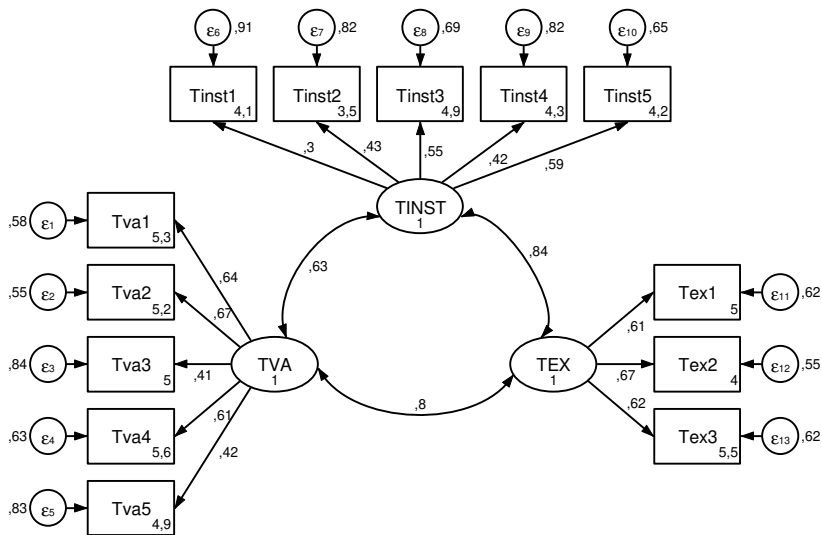 ε6 ,91 ε7 ,82 ε8 ,69 ε9 ,82 ε10 ,65
Tinst1 Tinst2 Tinst3 Tinst4 Tinst5
4,1 3,5 4,9 4,3 4,2
,3 ,43 ,55 ,42 ,59
TINST
1
,63 ,84
,58 ε1 Tva1
5,3
,64
,55 ε2 Tva2
5,2
,67
,84 ε3 Tva3
5
,41
TVA
1
,63 ε4 Tva4
5,6
,61
,83 ε5 Tva5
4,9
,42
,8
TEX
1
,61
Tex1 ε11 ,62
5
,67
Tex2 ε12 ,55
4
,62
Tex3 ε13 ,62
5,5